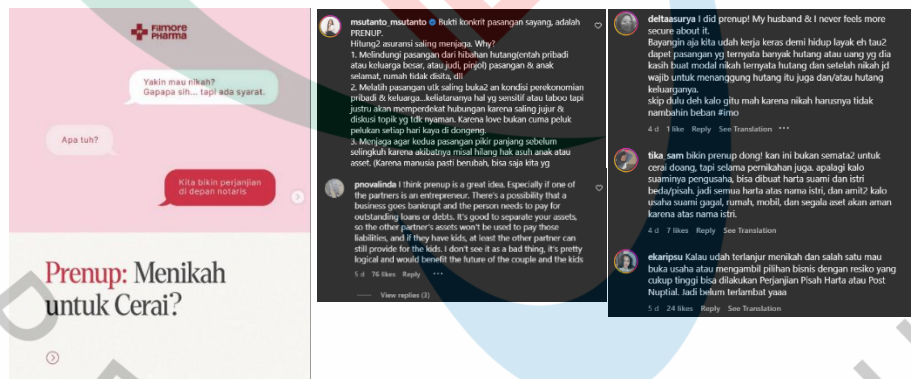 Fillmore
PHARMA
Yakin mau nikah?
Gapapa sih... tapi ada syarat.
Apa tuh?
Kita bikin perjanjian
di depan notaris
Prenup: Menikah
untuk Cerai?
msutanto_msutanto Bukti konkrit pasangan sayang, adalah
PRENUP.
Hitung2 asuransi saling menjaga. Why?
1. Melindungi pasangan dari hibahan hutang(entah pribadi
atau keluarga besar, atau judi, pinjol) pasangan & anak
selamat, rumah tidak disita, dll
2. Melatih pasangan utk saling buka2 an kondisi perekonomian
pribadi & keluarga...keliatananya hal yg sensitif atau taboo tapi
justru akan memperdekat hubungan karena saling jujur &
diskusi topik yg tdk nyaman. Karena love bukan cuma peluk
pelukan setiap hari kaya di dongeng.
3. Menjaga agar kedua pasangan pikir panjang sebelum
selingkuh karena akibatnya misal hilang hak asuh anak atau
asset. (Karena manusia pasti berubah, bisa saja kita yg
pnovalinda I think prenup is a great idea. Especially if one of
the partners is an entrepreneur. There's a possibility that a
business goes bankrupt and the person needs to pay for
outstanding loans or debts. It's good to separate your assets,
so the other partner's assets won't be used to pay those
liabilities, and if they have kids, at least the other partner can
still provide for the kids. I don't see it as a bad thing, it's pretty
logical and would benefit the future of the couple and the kids
5 d 76 likes Reply ...
View replies (2)
deltaasurya I did prenup! My husband & I never feels more
secure about it.
Bayangin aja kita udah kerja keras demi hidup layak eh tau2
dapet pasangan yg ternyata banyak hutang atau uang yg dia
kasih buat modal nikah ternyata hutang dan setelah nikah jd
wajib untuk menanggung hutang itu juga dan/atau hutang
keluarganya.
skip dulu deh kalo gitu mah karena nikah harusnya tidak
nambahin beban #imo
4 d 1 like Reply See Translation ...
tika_sam bikin prenup dong! kan ini bukan semata2 untuk
cerai doang, tapi selama pernikahan juga. apalagi kalo
suaminya pengusaha, bisa dibuat harta suami dan istri
beda/pisah. jadi semua harta atas nama istri, dan amit2 kalo
usaha suami gagal, rumah, mobil, dan segala aset akan aman
karena atas nama istri.
4 d 7 likes Reply See Translation
ekaripsu Kalau udah terlanjur menikah dan salah satu mau
buka usaha atau mengambil pilihan bisnis dengan resiko yang
cukup tinggi bisa dilakukan Perjanjian Pisah Harta atau Post
Nuptial. Jadi belum terlambat yaaa
5 d 24 likes Reply See Translation